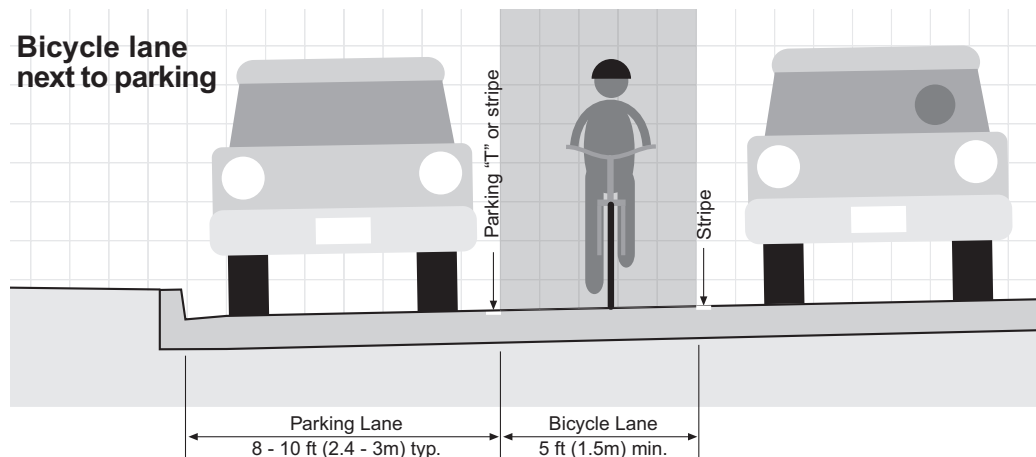 Bicycle lane
next to parking
Parking “T” or stripe
Stripe
Parking Lane
8 - 10 ft (2.4 - 3m) typ.
Bicycle Lane
5 ft (1.5m) min.